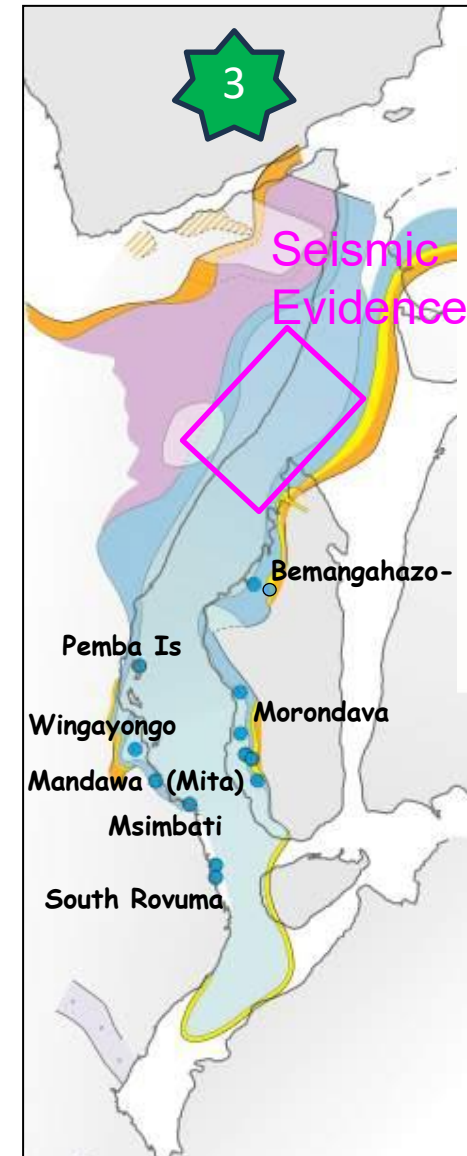 3
Seismic
Evidence
Bemangahazo-
Pemba Is
Morondava
Wingayongo
Mandawa (Mita)
Msimbati
South Rovuma